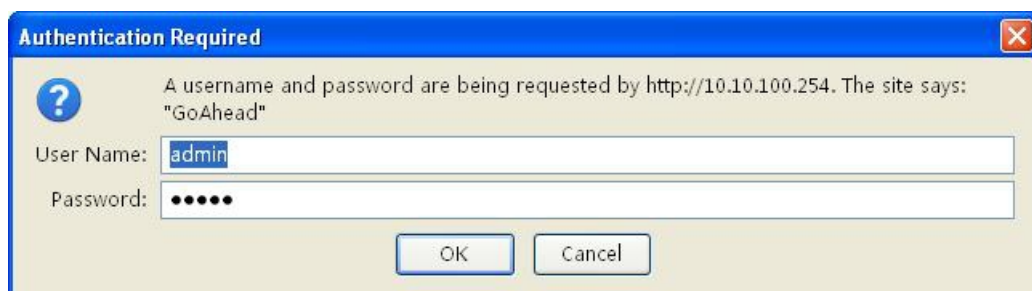 Authentication Required
A username and password are being requested by http://10.10.100.254. The site says:
"GoAhead"
User Name: admin
Password: •••••
OK Cancel